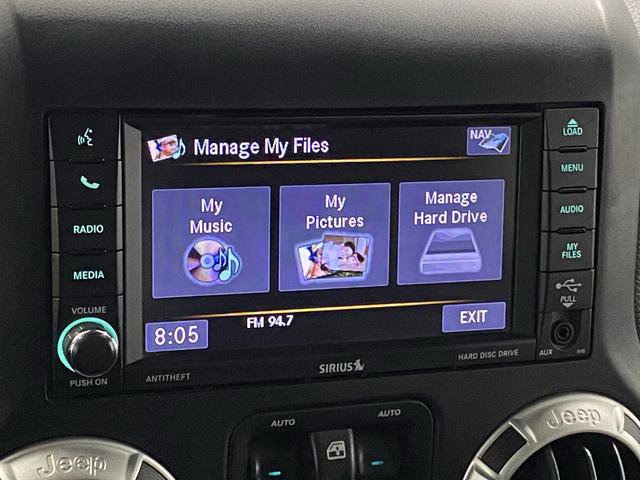 Manage My Files
NAV
My
Music
My
Pictures
Manage
Hard Drive
8:05
FM 94.7
EXIT
RADIO
MEDIA
VOLUME
PUSH ON
LOAD
MENU
AUDIO
MY
FILES
PULL
AUX
ANTITHEFT
SIRIUS
HARD DISC DRIVE
AUTO
AUTO
Jeep
Jeep